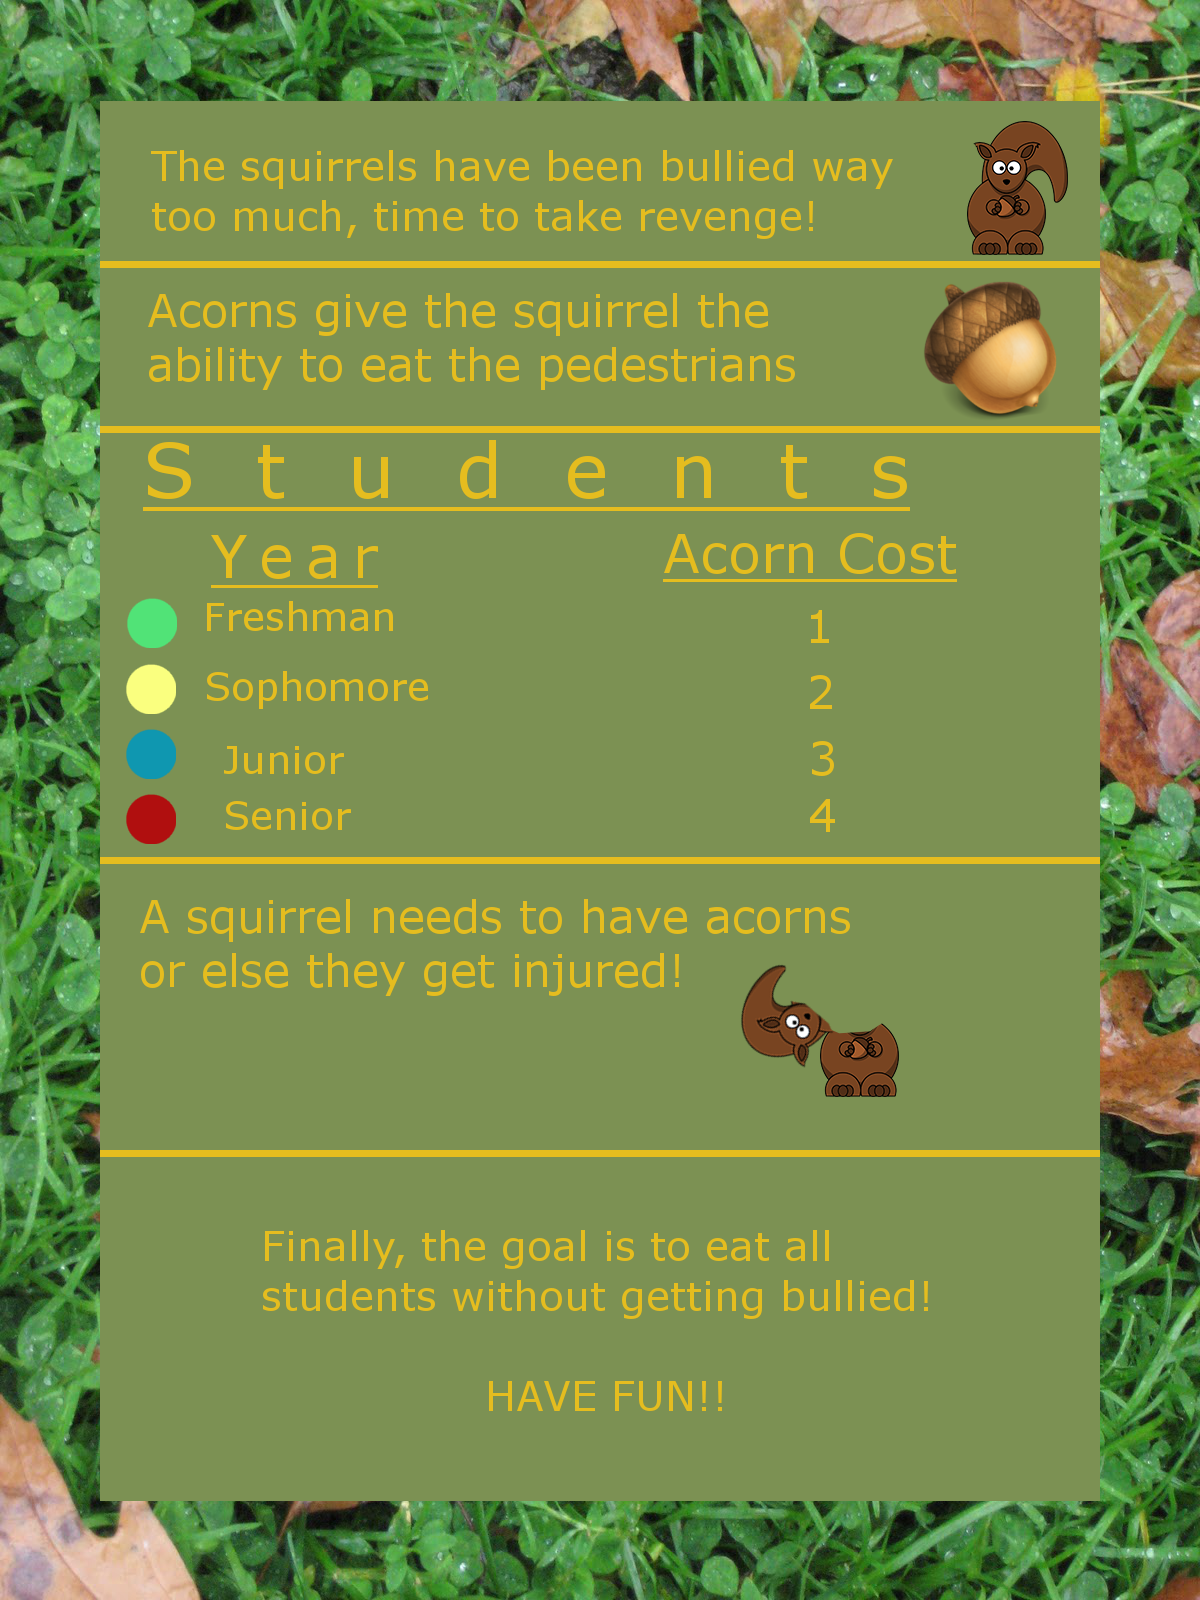 The squirrels have been bullied way
too much, time to take revenge!
Acorns give the squirrel the
ability to eat the pedestrians
Students
Year Acorn Cost
Freshman 1
Sophomore 2
Junior 3
Senior 4
A squirrel needs to have acorns
or else they get injured!
Finally, the goal is to eat all
students without getting bullied!
HAVE FUN!!